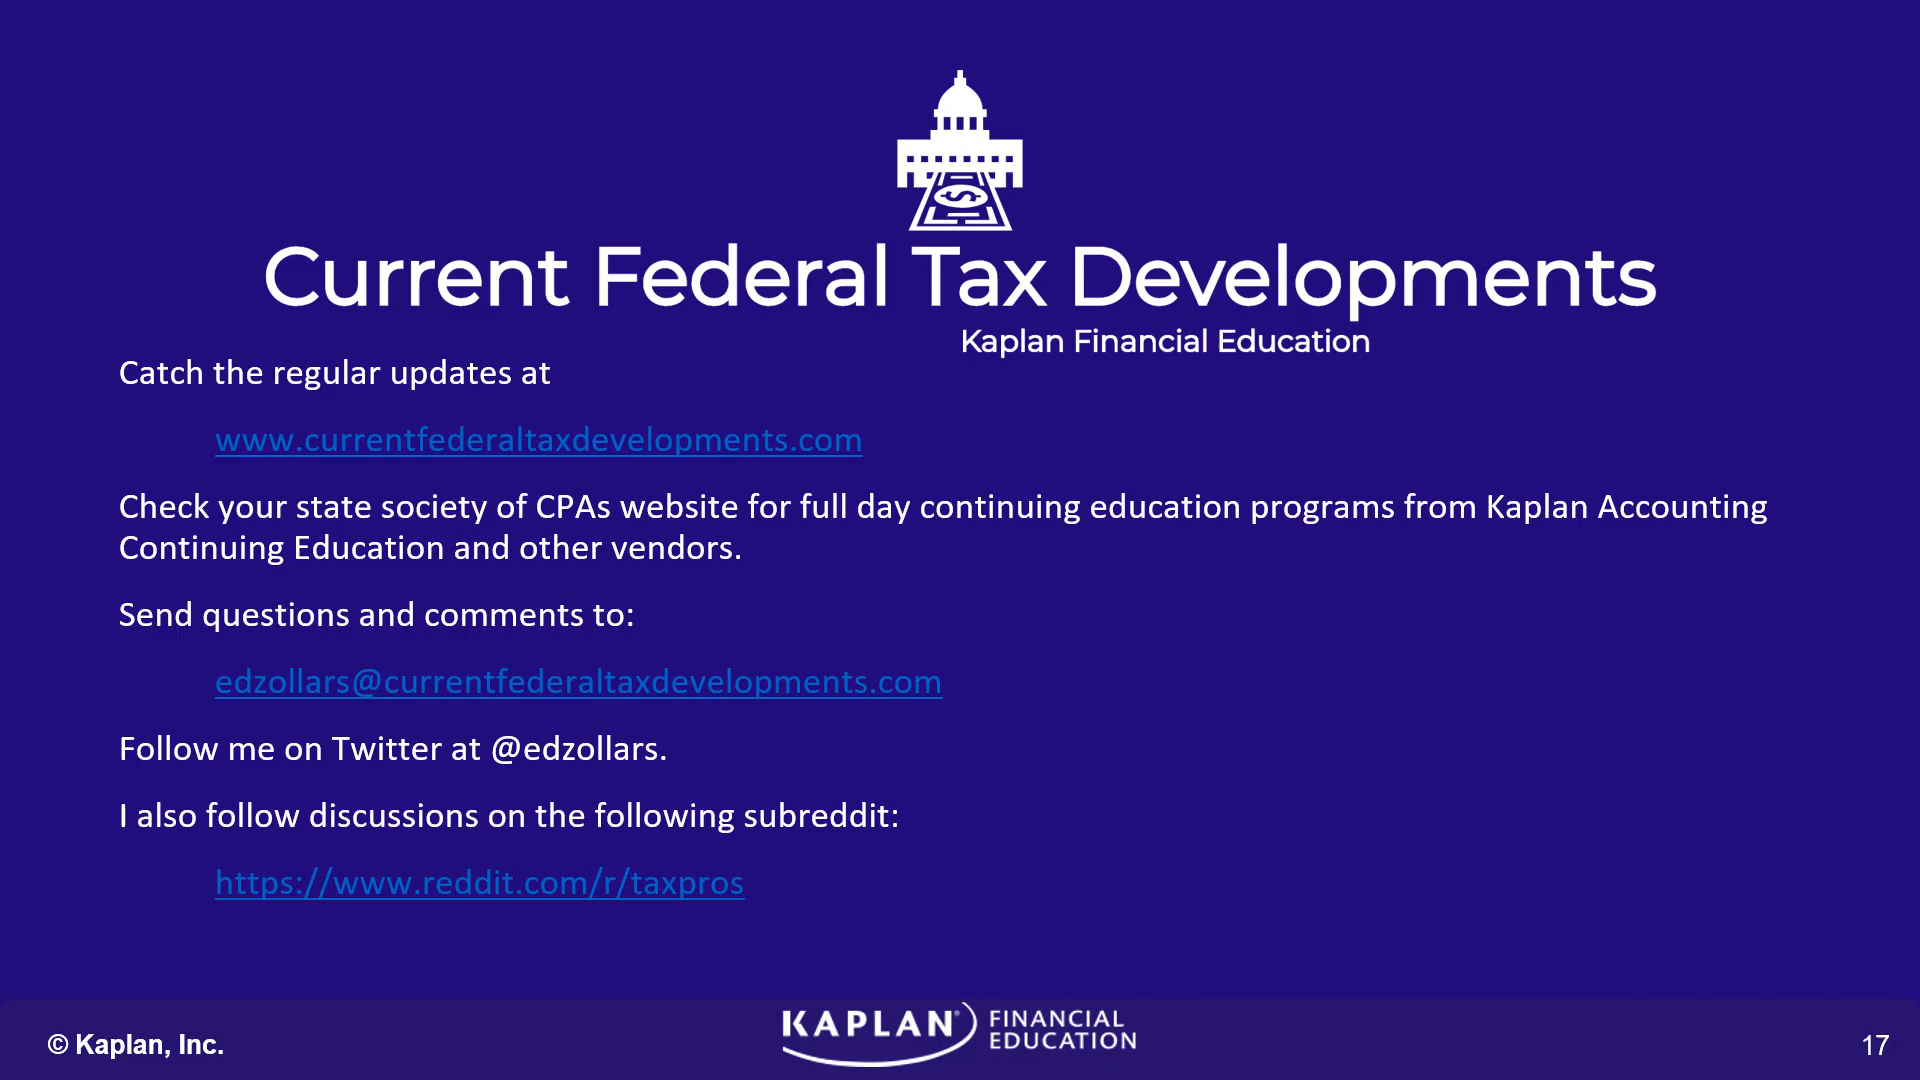 Current Federal Tax Developments
Kaplan Financial Education
Catch the regular updates at
www.currentfederaltaxdevelopments.com
Check your state society of CPAs website for full day continuing education programs from Kaplan Accounting
Continuing Education and other vendors.
Send questions and comments to:
edzollars@currentfederaltaxdevelopments.com
Follow me on Twitter at @edzollars.
I also follow discussions on the following subreddit:
https://www.reddit.com/r/taxpros
© Kaplan, Inc.
KAPLAN® FINANCIAL
EDUCATION
17